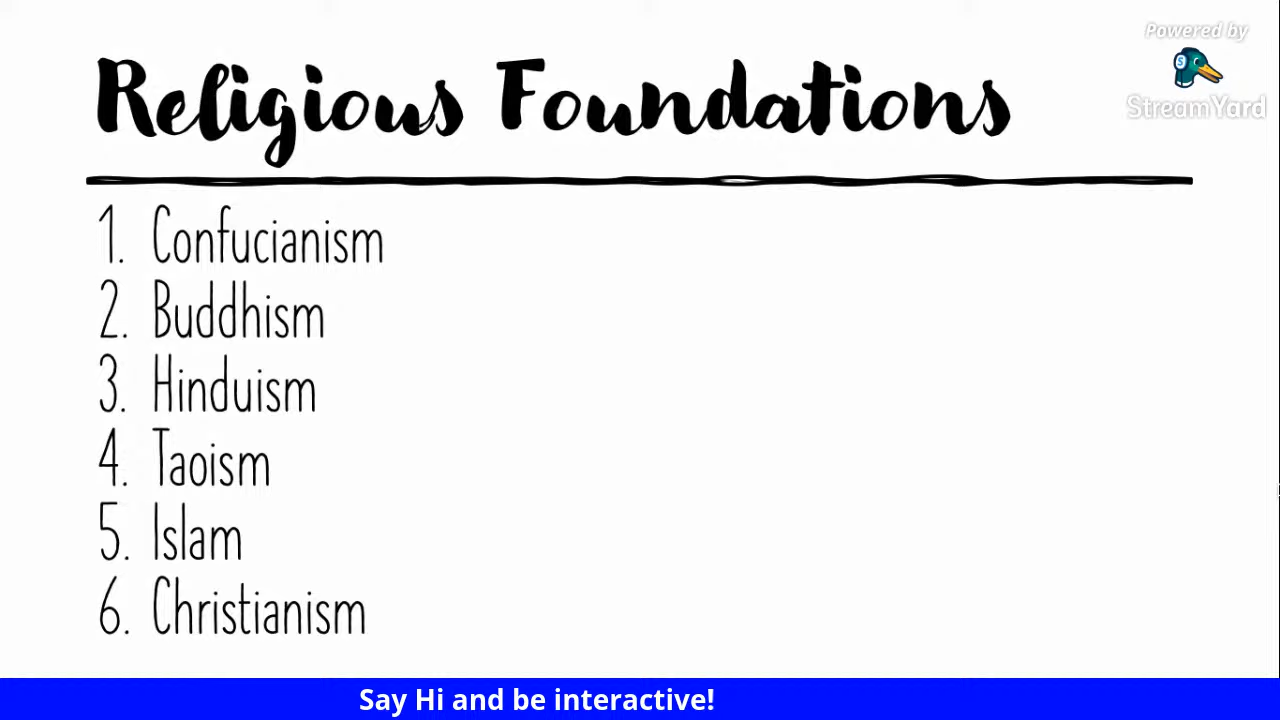 Powered by
StreamYard
Religious Foundations
1. Confucianism
2. Buddhism
3. Hinduism
4. Taoism
5. Islam
6. Christianism
Say Hi and be interactive!